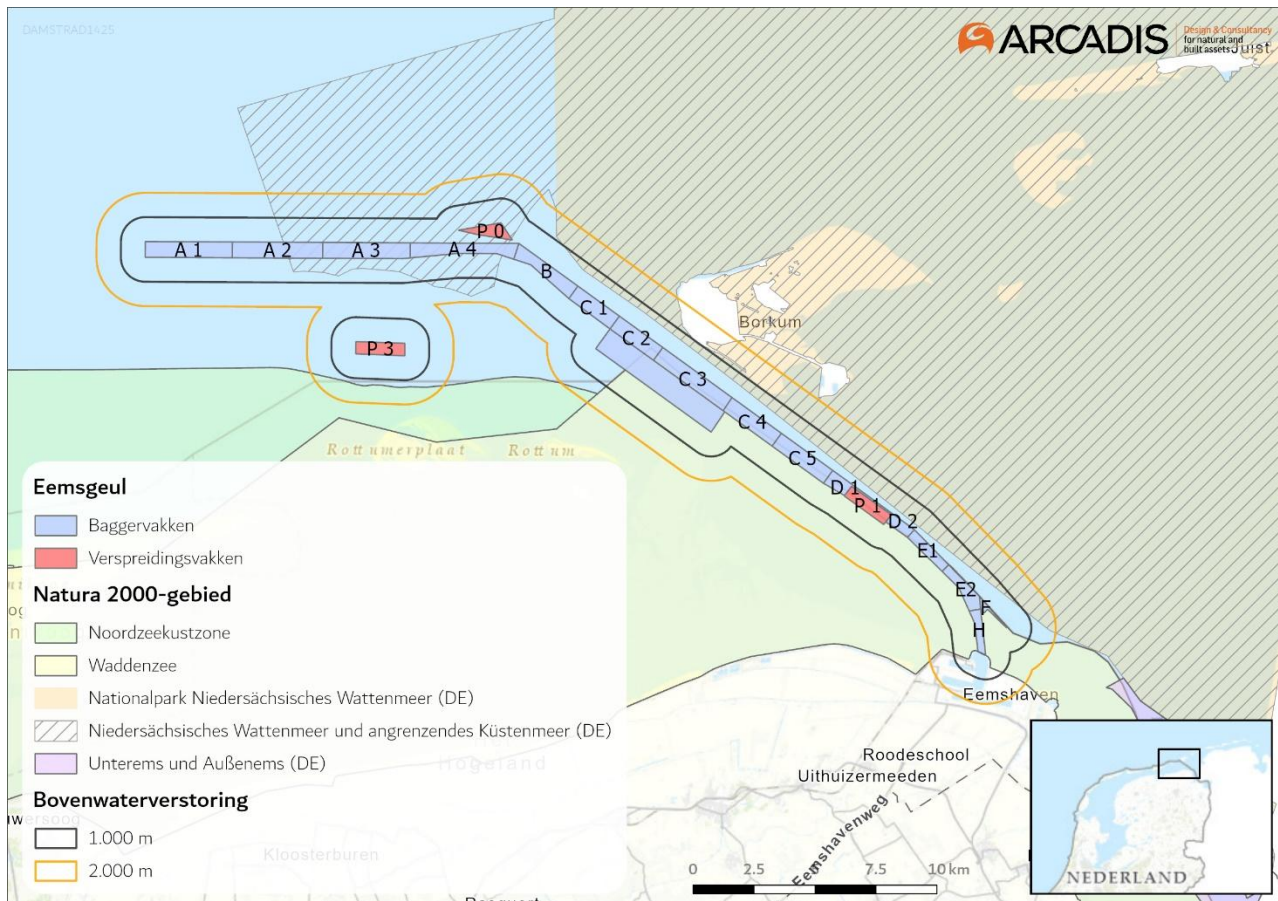 DAMSTRAD1425
ARCADIS
Design & Consultancy
for natural and
built assets
Juist
P 0
A 1
A 2
A 3
A 4
B
C 1
Borkum
C 2
P 3
C 3
C 4
Rottumerplaat
Rottum
C 5
D 1
P 1
D 2
E1
E2
F
H
Eemshaven
Eemsgeul
Baggervakken
Verspreidingsvakken
Natura 2000-gebied
Noordzeekustzone
Waddenzee
Nationalpark Niedersächsisches Wattenmeer (DE)
Niedersächsisches Wattenmeer und angrenzendes Küstenmeer (DE)
Unterems und Außenems (DE)
Hogeland
Bovenwaterverstoring
1.000 m
2.000 m
Kloosterburen
Roodeschool
Uithuizermeeden
Eemshavenweg
0 2.5 5 7.5 10 km
NEDERLAND